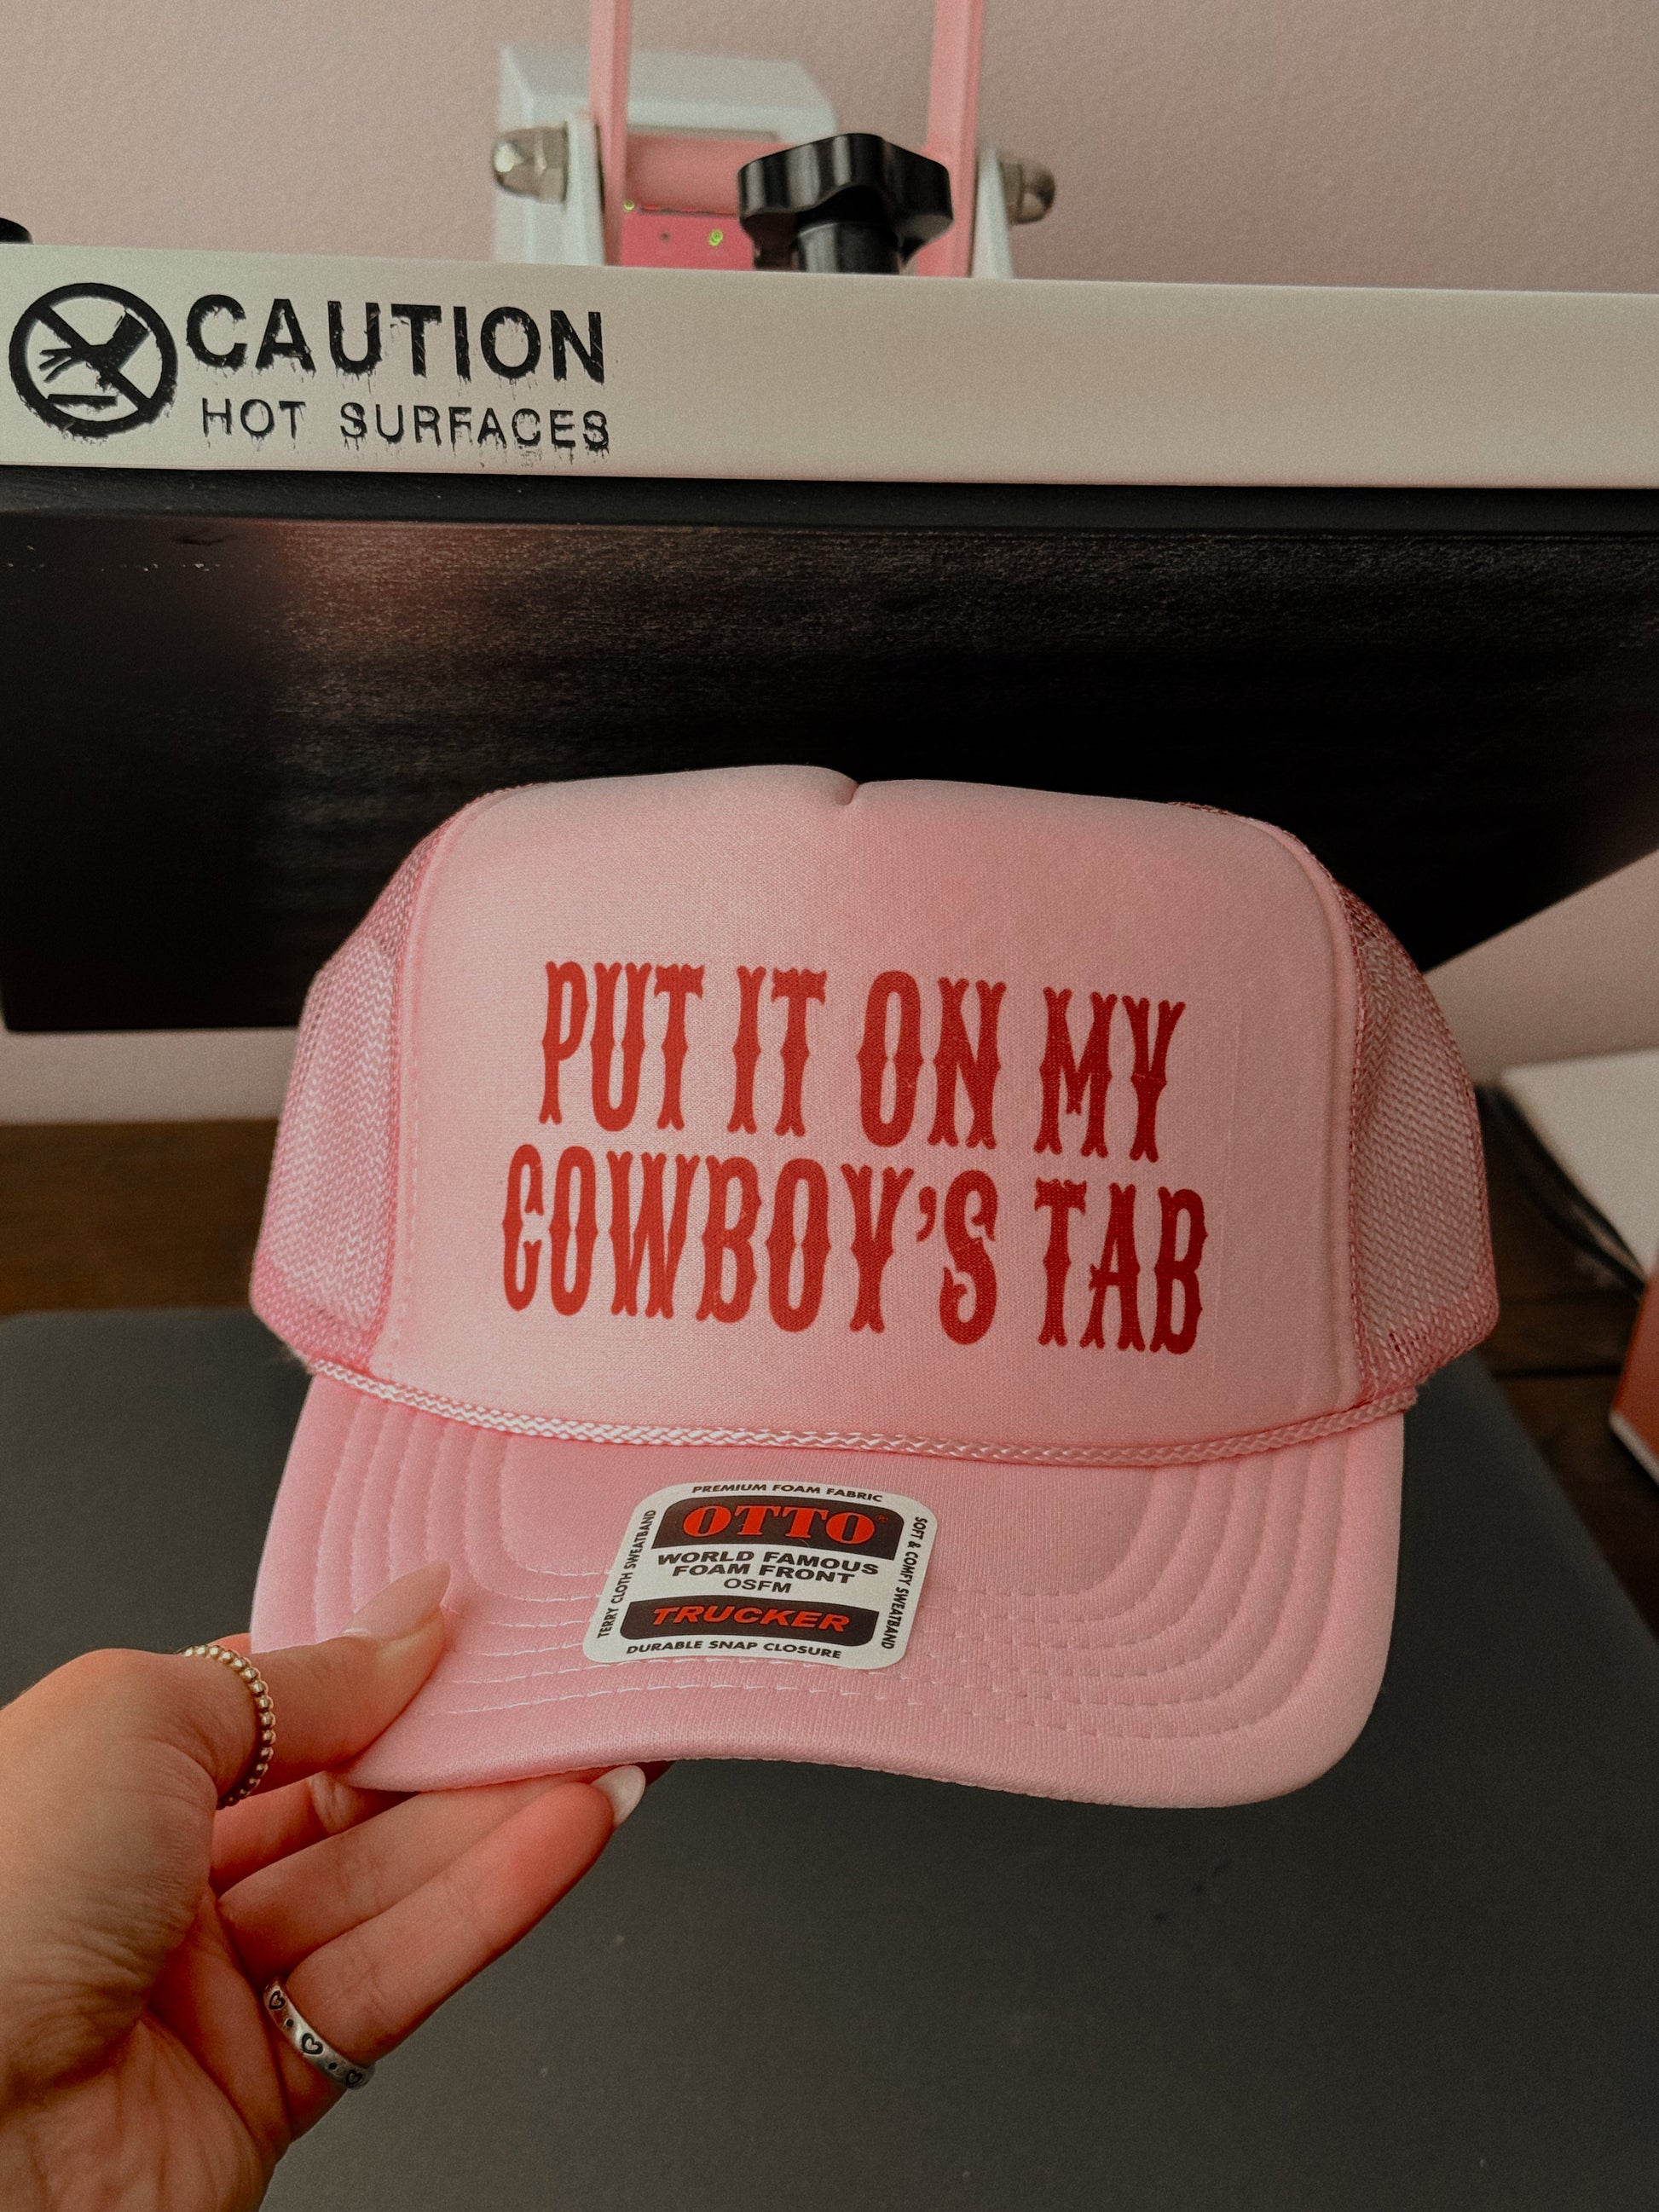 CAUTION
HOT SURFACES
PUT IT ON MY
COWBOY'S TAB
PREMIUM FOAM FABRIC
OTTO®
WORLD FAMOUS
FOAM FRONT
OSFM
TRUCKER
DURABLE SNAP CLOSURE
TERRY CLOTH SWEATBAND
SOFT & COMFY SWEATBAND